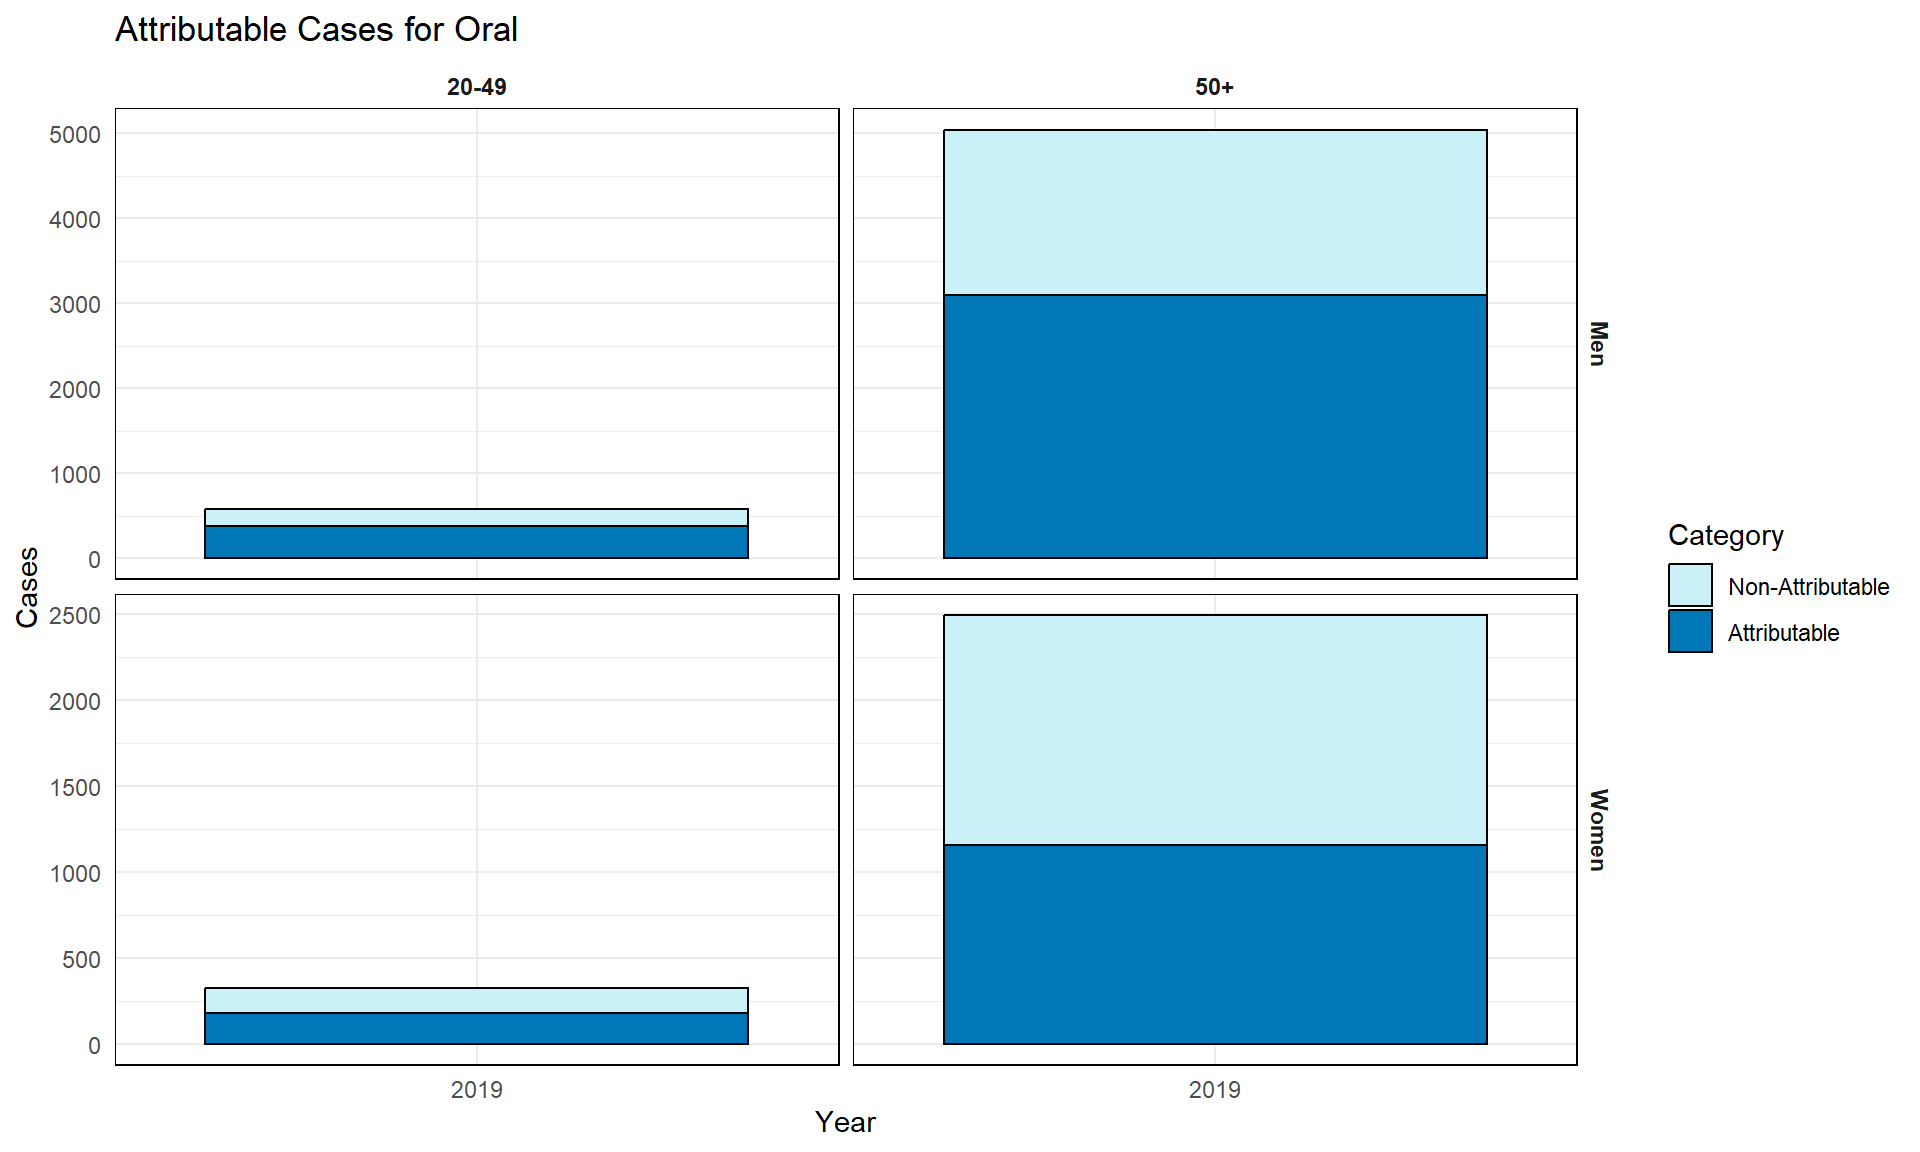 Attributable Cases for Oral
20-49
50+
5000
4000
3000
2000
1000
0
Men
2500
2000
1500
1000
500
0
Women
Cases
2019
2019
Year
Category
Non-Attributable
Attributable